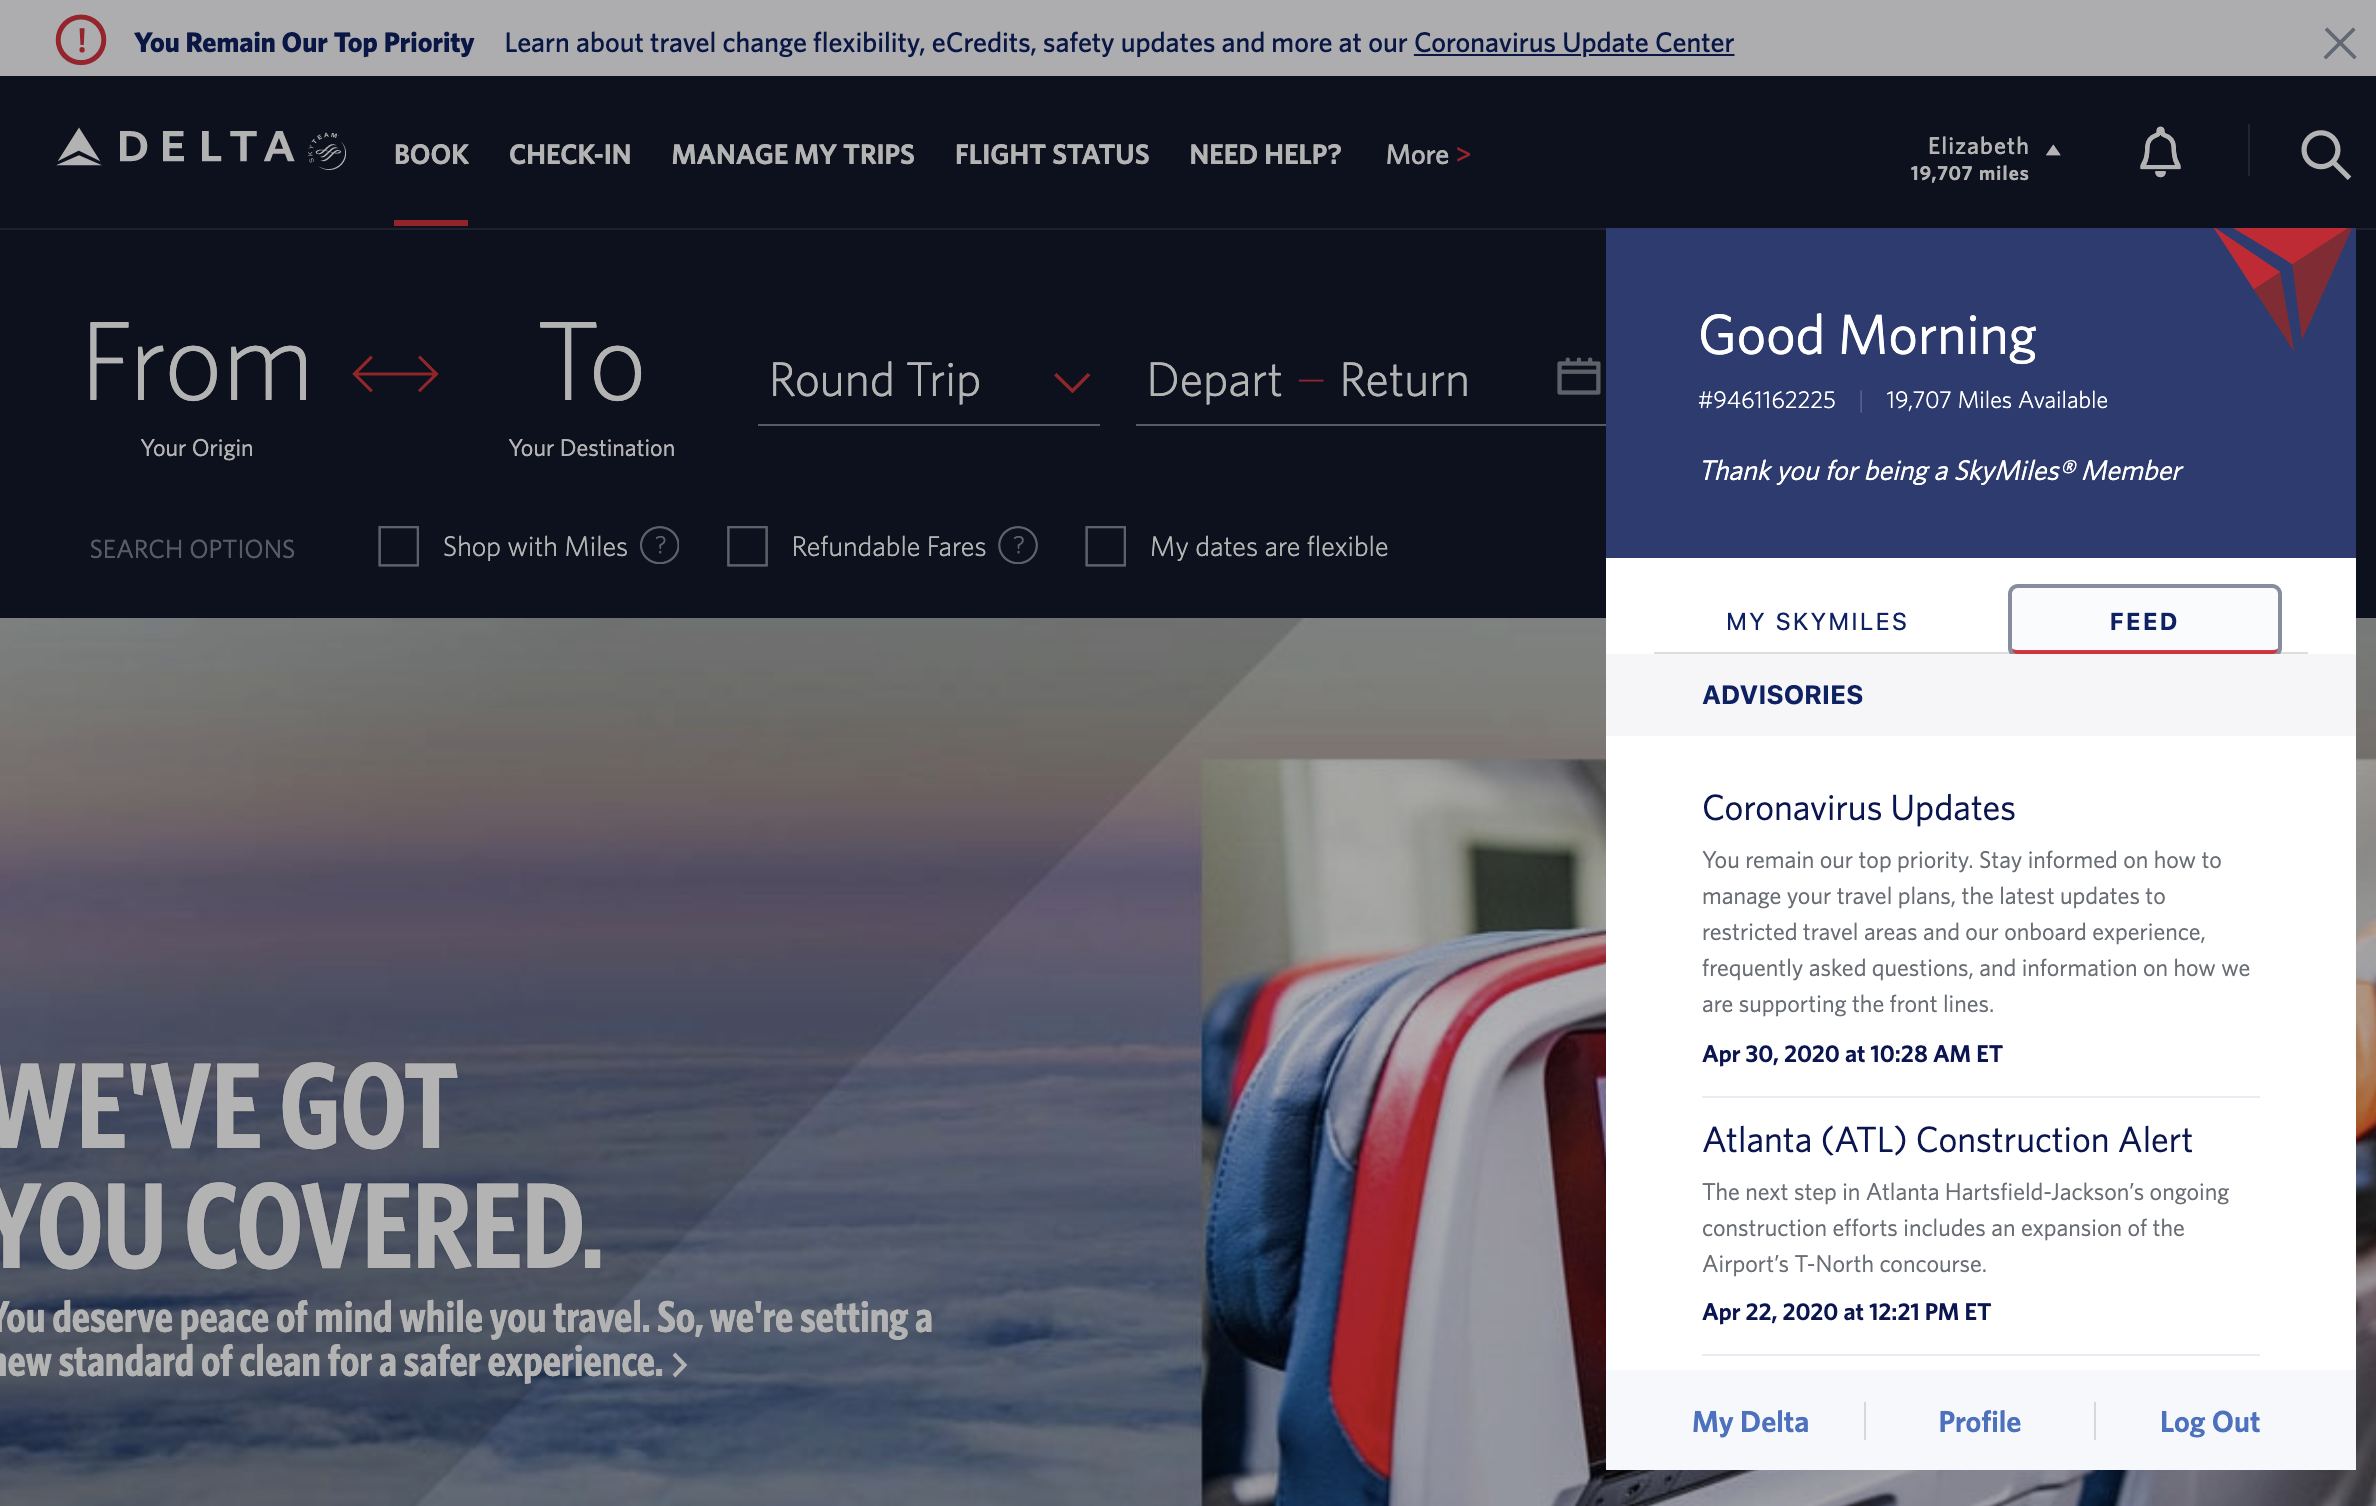 You Remain Our Top Priority Learn about travel change flexibility, eCredits, safety updates and more at our Coronavirus Update Center
DELTA SKYTEAM BOOK CHECK-IN MANAGE MY TRIPS FLIGHT STATUS NEED HELP? More >
Elizabeth
19,707 miles
From To Round Trip Depart – Return
Your Origin Your Destination
SEARCH OPTIONS Shop with Miles ? Refundable Fares ? My dates are flexible
WE'VE GOT
YOU COVERED.
You deserve peace of mind while you travel. So, we're setting a
new standard of clean for a safer experience. >
Good Morning
#9461162225 | 19,707 Miles Available
Thank you for being a SkyMiles® Member
MY SKYMILES FEED
ADVISORIES
Coronavirus Updates
You remain our top priority. Stay informed on how to
manage your travel plans, the latest updates to
restricted travel areas and our onboard experience,
frequently asked questions, and information on how we
are supporting the front lines.
Apr 30, 2020 at 10:28 AM ET
Atlanta (ATL) Construction Alert
The next step in Atlanta Hartsfield-Jackson’s ongoing
construction efforts includes an expansion of the
Airport’s T-North concourse.
Apr 22, 2020 at 12:21 PM ET
My Delta Profile Log Out